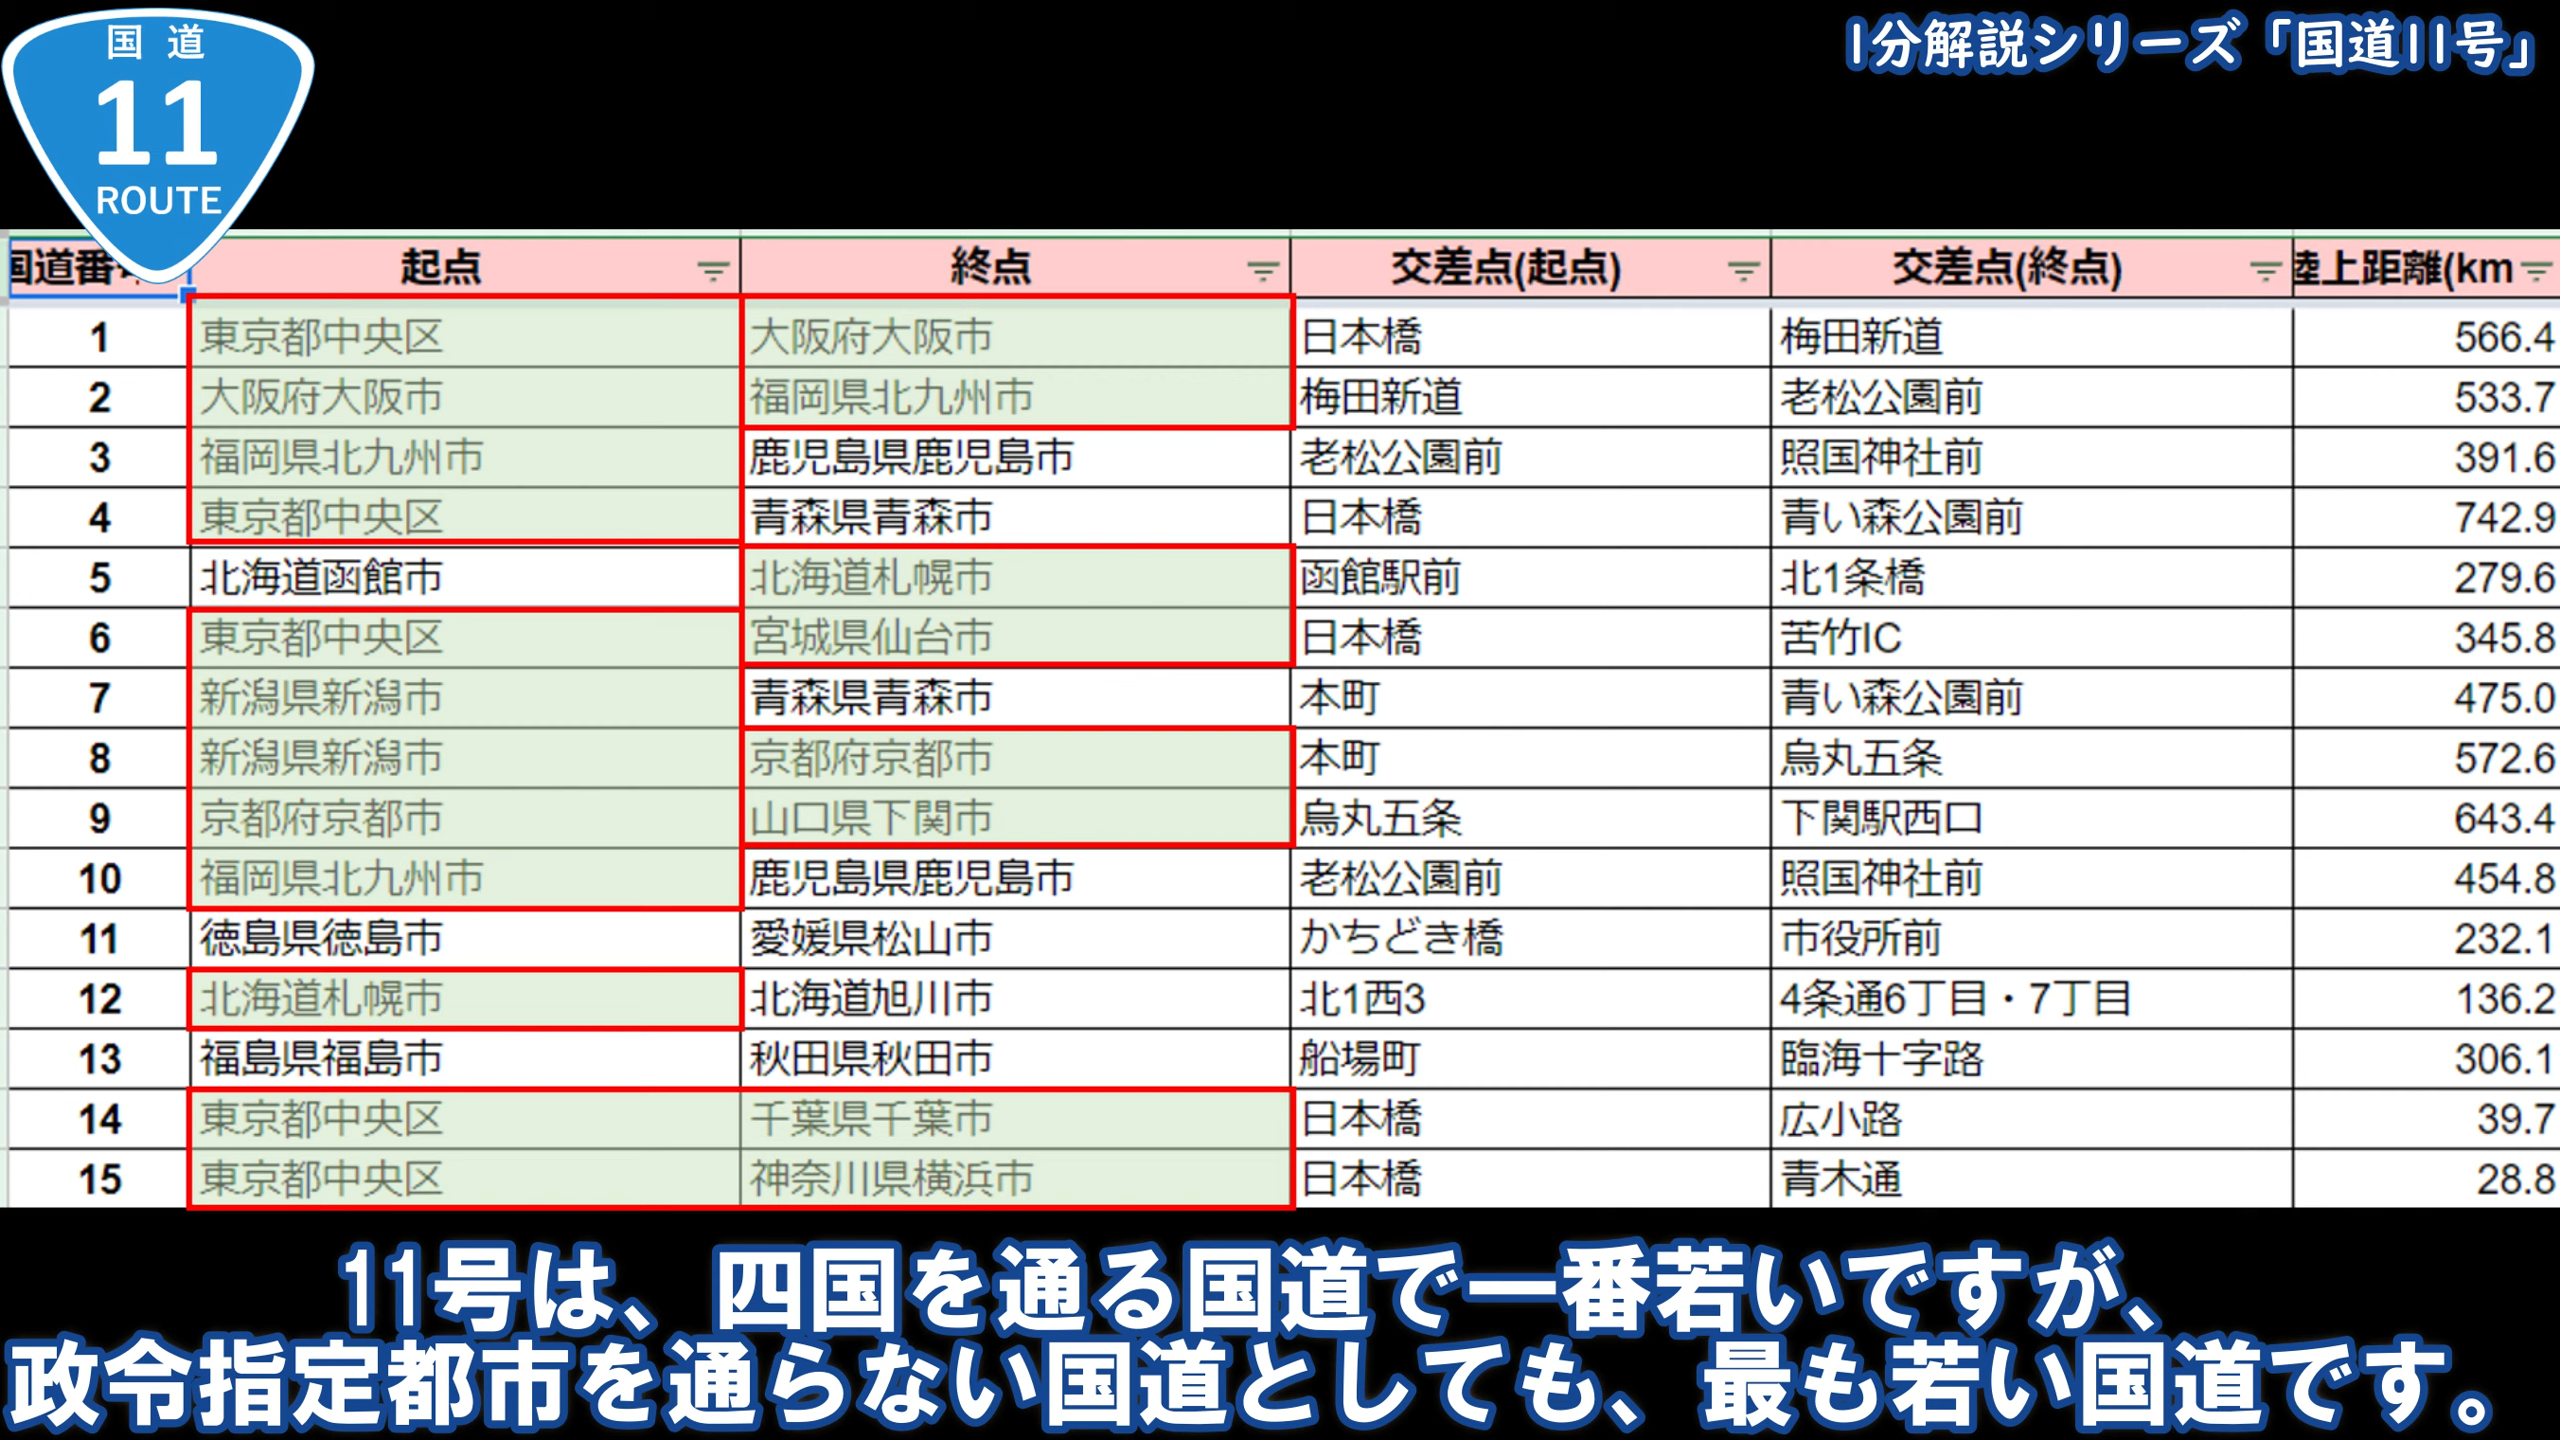 国道
11
ROUTE
1分解説シリーズ「国道11号」
国道番 起点 終点 交差点(起点) 交差点(終点) 陸上距離(km
1 東京都中央区 大阪府大阪市 日本橋 梅田新道 566.4
2 大阪府大阪市 福岡県北九州市 梅田新道 老松公園前 533.7
3 福岡県北九州市 鹿児島県鹿児島市 老松公園前 照国神社前 391.6
4 東京都中央区 青森県青森市 日本橋 青い森公園前 742.9
5 北海道函館市 北海道札幌市 函館駅前 北1条橋 279.6
6 東京都中央区 宮城県仙台市 日本橋 苦竹IC 345.8
7 新潟県新潟市 青森県青森市 本町 青い森公園前 475.0
8 新潟県新潟市 京都府京都市 本町 烏丸五条 572.6
9 京都府京都市 山口県下関市 烏丸五条 下関駅西口 643.4
10 福岡県北九州市 鹿児島県鹿児島市 老松公園前 照国神社前 454.8
11 徳島県徳島市 愛媛県松山市 かちどき橋 市役所前 232.1
12 北海道札幌市 北海道旭川市 北1西3 4条通6丁目・7丁目 136.2
13 福島県福島市 秋田県秋田市 船場町 臨海十字路 306.1
14 東京都中央区 千葉県千葉市 日本橋 広小路 39.7
15 東京都中央区 神奈川県横浜市 日本橋 青木通 28.8
11号は、四国を通る国道で一番若いですが、
政令指定都市を通らない国道としても、最も若い国道です。